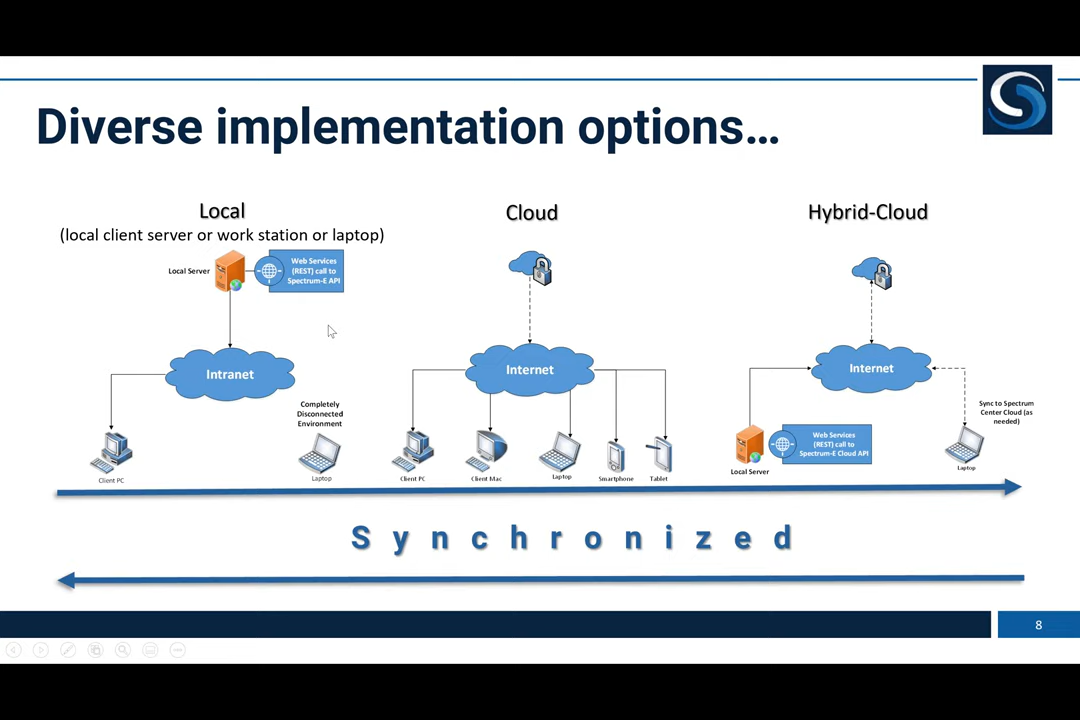 Diverse implementation options…
Local
(local client server or work station or laptop)
Local Server
Web Services
(REST) call to
Spectrum-E API
Intranet
Completely
Disconnected
Environment
Client PC
Laptop
Cloud
Internet
Client PC
Client Mac
Laptop
Smartphone
Tablet
Hybrid-Cloud
Internet
Web Services
(REST) call to
Spectrum-E Cloud API
Local Server
Sync to Spectrum
Center Cloud (as
needed)
Laptop
Synchronized
8